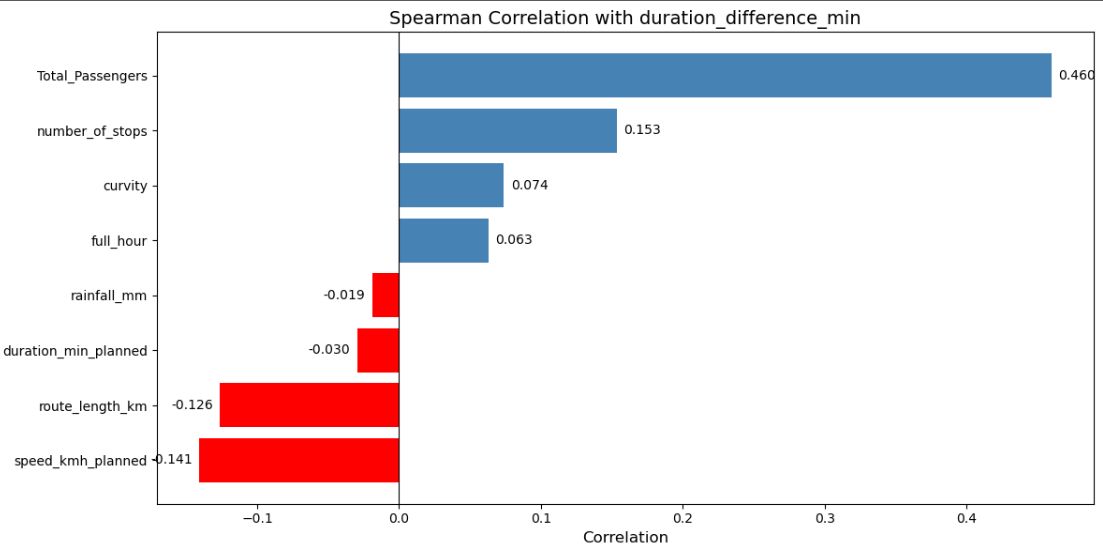 Spearman Correlation with duration_difference_min
Total_Passengers 0.460
number_of_stops 0.153
curvity 0.074
full_hour 0.063
rainfall_mm -0.019
duration_min_planned -0.030
route_length_km -0.126
speed_kmh_planned -0.141
−0.1 0.0 0.1 0.2 0.3 0.4
Correlation